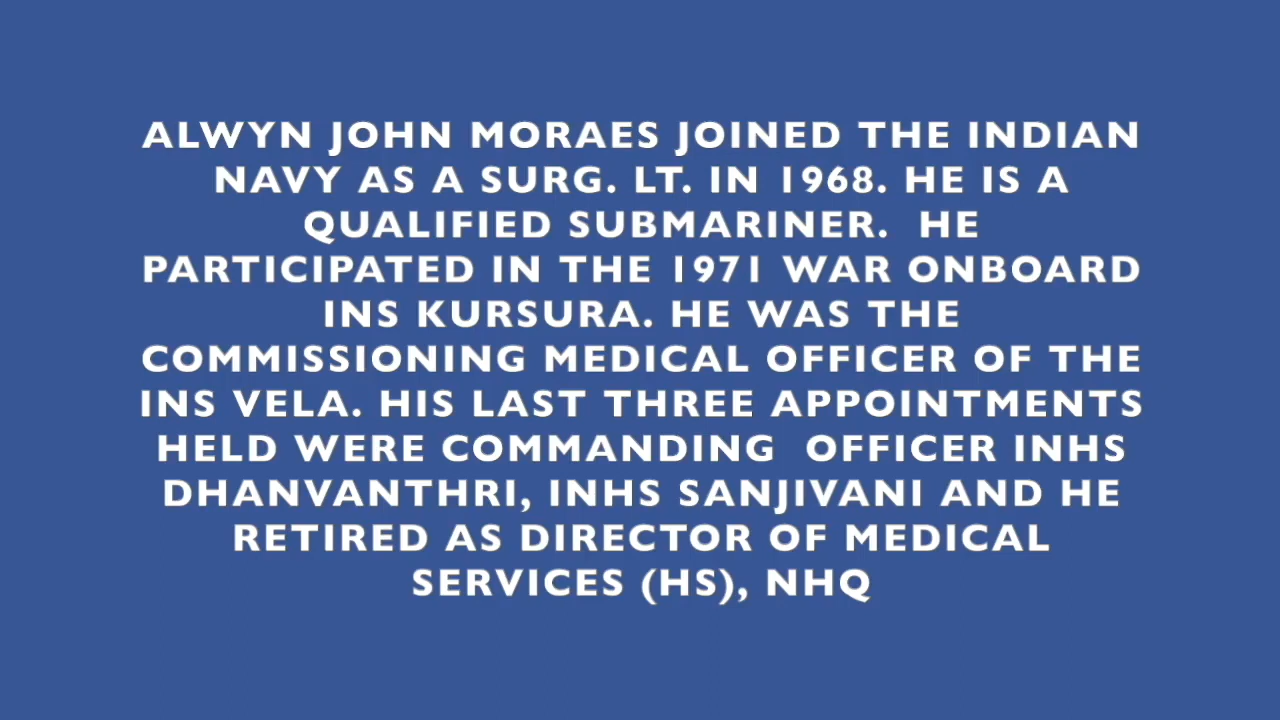 ALWYN JOHN MORAES JOINED THE INDIAN
NAVY AS A SURG. LT. IN 1968. HE IS A
QUALIFIED SUBMARINER.  HE
PARTICIPATED IN THE 1971 WAR ONBOARD
INS KURSURA. HE WAS THE
COMMISSIONING MEDICAL OFFICER OF THE
INS VELA. HIS LAST THREE APPOINTMENTS
HELD WERE COMMANDING  OFFICER INHS
DHANVANTHRI, INHS SANJIVANI AND HE
RETIRED AS DIRECTOR OF MEDICAL
SERVICES (HS), NHQ